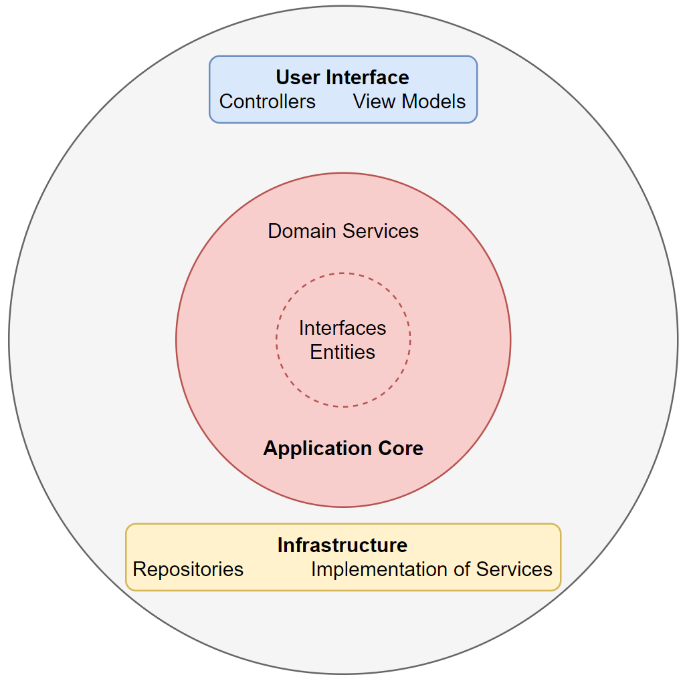 User Interface
Controllers View Models
Domain Services
Interfaces
Entities
Application Core
Infrastructure
Repositories Implementation of Services